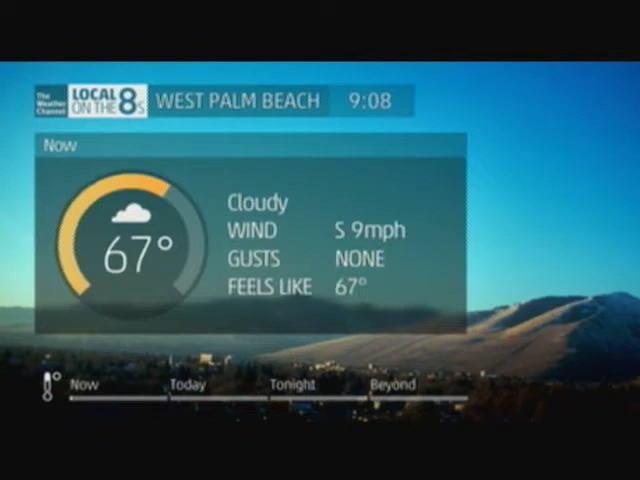 The Weather Channel LOCAL ON THE 8s WEST PALM BEACH 9:08
Now
67°
Cloudy
WIND S 9mph
GUSTS NONE
FEELS LIKE 67°
Now Today Tonight Beyond